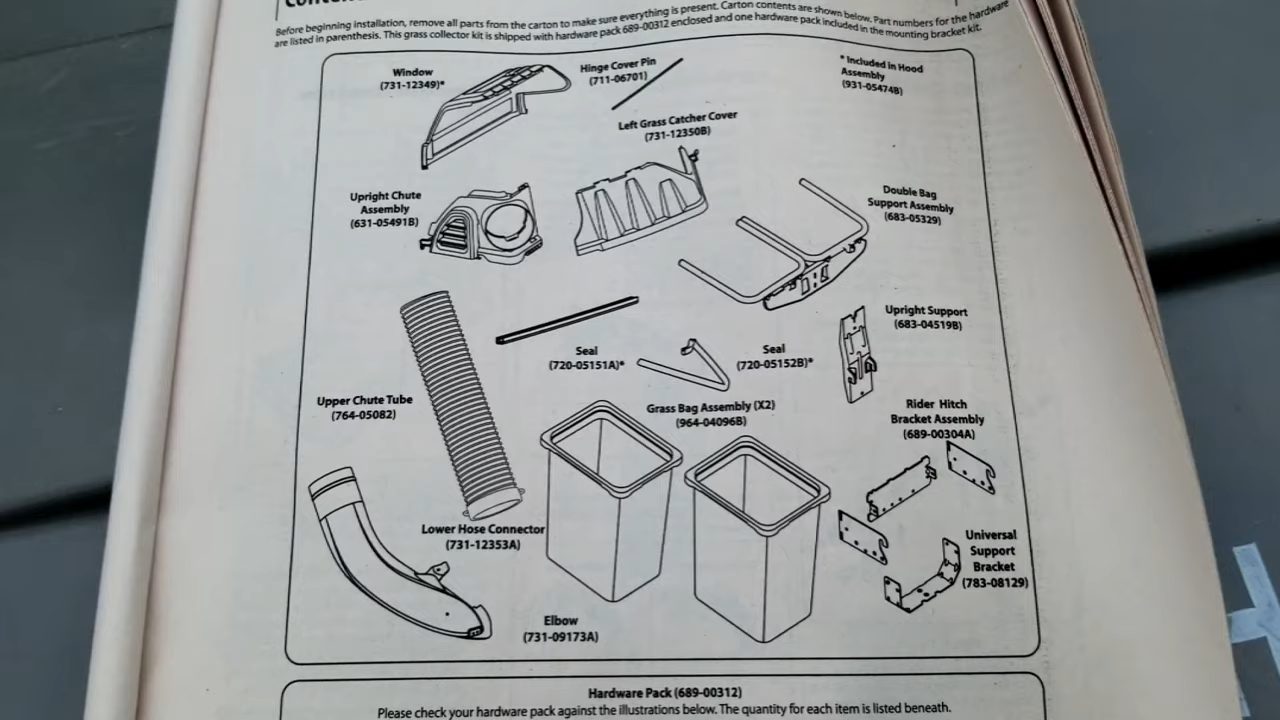 Before beginning installation, remove all parts from the carton to make sure everything is present. Carton contents are shown below. Part numbers for the hardware
are listed in parenthesis. This grass collector kit is shipped with hardware pack 689-00312 enclosed and one hardware pack included in the mounting bracket kit.
Window
(731-12349)*
Hinge Cover Pin
(711-06701)
* Included in Hood
Assembly
(931-05474B)
Left Grass Catcher Cover
(731-12350B)
Upright Chute
Assembly
(631-05491B)
Double Bag
Support Assembly
(683-05329)
Upright Support
(683-04519B)
Seal
(720-05151A)*
Seal
(720-05152B)*
Upper Chute Tube
(764-05082)
Grass Bag Assembly (X2)
(964-04096B)
Rider Hitch
Bracket Assembly
(689-00304A)
Lower Hose Connector
(731-12353A)
Universal
Support
Bracket
(783-08129)
Elbow
(731-09173A)
Hardware Pack (689-00312)
Please check your hardware pack against the illustrations below. The quantity for each item is listed beneath.